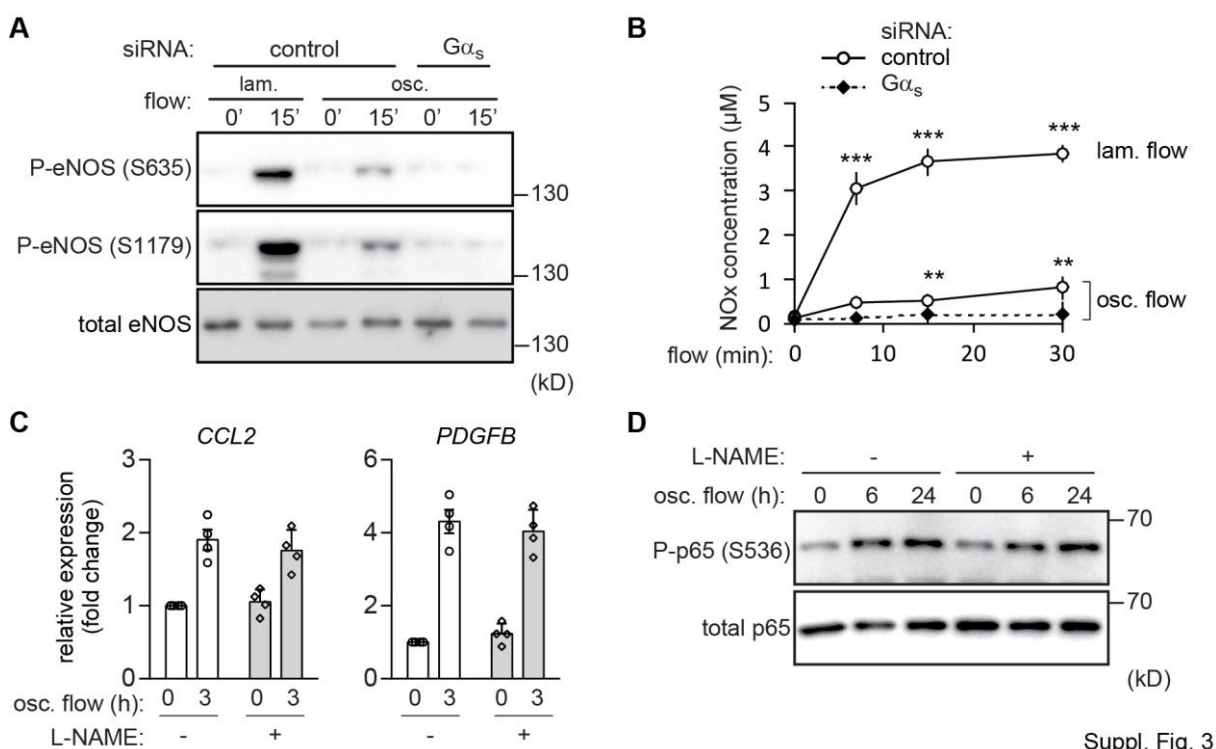 A
siRNA: control Gαs
lam. osc.
flow: 0' 15' 0' 15' 0' 15'
P-eNOS (S635)
130
P-eNOS (S1179)
130
total eNOS
130
(kD)
B
siRNA:
control
Gαs
NOx concentration (µM)
5
4
3
2
1
0
*** *** ***
lam. flow
** **
osc. flow
flow (min): 0 10 20 30
C
CCL2 PDGFB
relative expression
(fold change)
3
2
1
0
6
4
2
0
osc. flow (h): 0 3 0 3 0 3 0 3
L-NAME: - + - +
D
L-NAME: - +
osc. flow (h): 0 6 24 0 6 24
70
P-p65 (S536)
70
total p65
(kD)
Suppl. Fig. 3